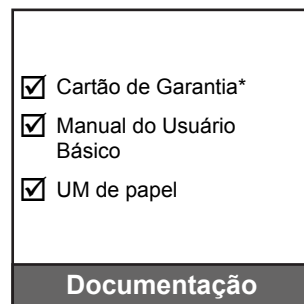 Cartão de Garantia*
Manual do Usuário
Básico
UM de papel
Documentação